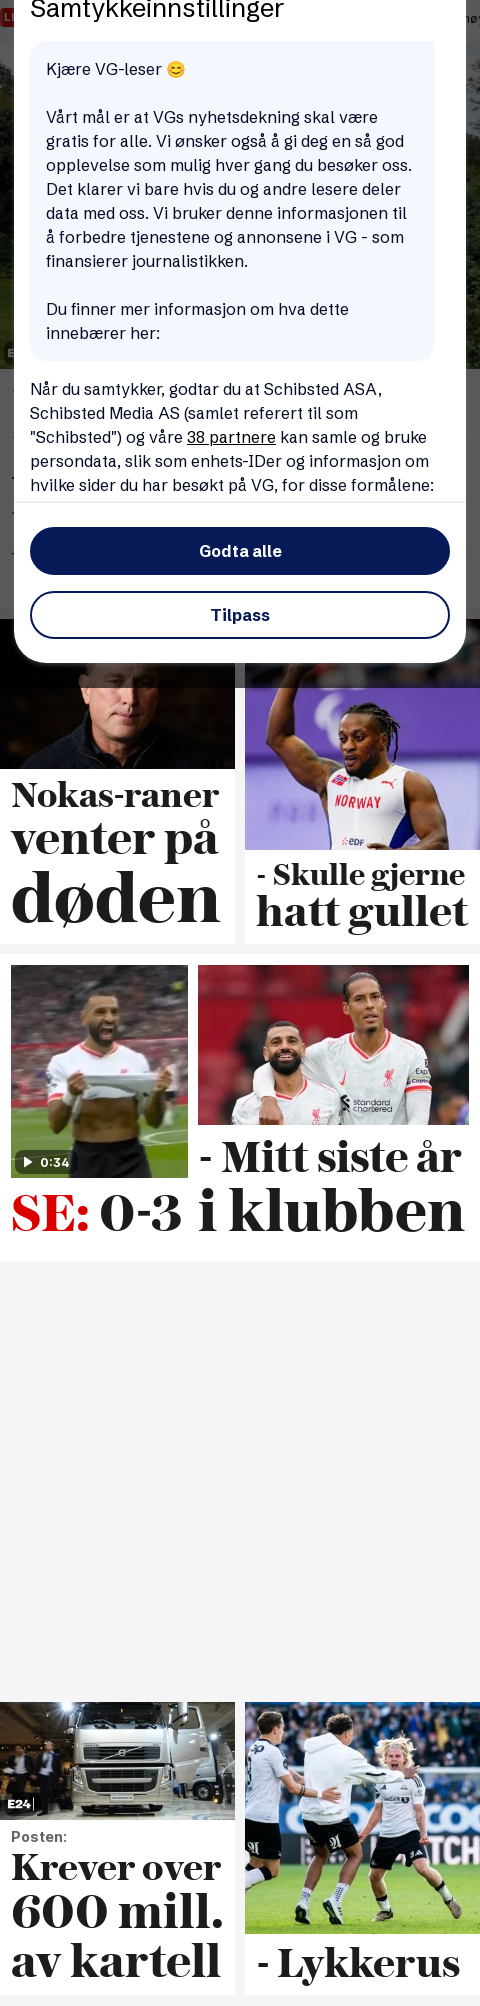 Samtykkeinnstillinger
Kjære VG-leser 😊
Vårt mål er at VGs nyhetsdekning skal være
gratis for alle. Vi ønsker også å gi deg en så god
opplevelse som mulig hver gang du besøker oss.
Det klarer vi bare hvis du og andre lesere deler
data med oss. Vi bruker denne informasjonen til
å forbedre tjenestene og annonsene i VG - som
finansierer journalistikken.
Du finner mer informasjon om hva dette
innebærer her:
Når du samtykker, godtar du at Schibsted ASA,
Schibsted Media AS (samlet referert til som
"Schibsted") og våre 38 partnere kan samle og bruke
persondata, slik som enhets-IDer og informasjon om
hvilke sider du har besøkt på VG, for disse formålene:
Godta alle
Tilpass
Nokas-raner
venter på
døden
NORWAY
eDF
- Skulle gjerne
hatt gullet
0:34
SE: 0-3
standard
chartered
- Mitt siste år
i klubben
E24
Posten:
Krever over
600 mill.
av kartell
- Lykkerus